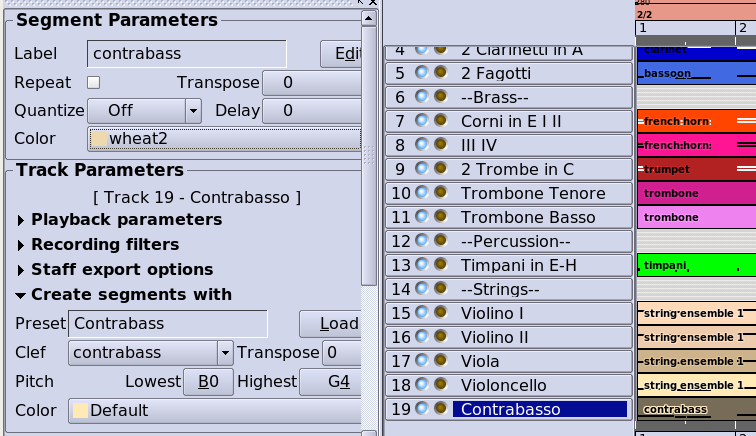 Segment Parameters
Label contrabass Edit
Repeat Transpose 0
Quantize Off Delay 0
Color wheat2
Track Parameters
[ Track 19 - Contrabasso ]
Playback parameters
Recording filters
Staff export options
Create segments with
Preset Contrabass Load
Clef contrabass Transpose 0
Pitch Lowest B0 Highest G4
Color Default
4 2 Clarinetti in A
5 2 Fagotti
6 --Brass--
7 Corni in E I II
8 III IV
9 2 Trombe in C
10 Trombone Tenore
11 Trombone Basso
12 --Percussion--
13 Timpani in E-H
14 --Strings--
15 Violino I
16 Violino II
17 Viola
18 Violoncello
19 Contrabasso
280
2/2
1 2
clarinet
bassoon
french horn
french horn
trumpet
trombone
trombone
timpani
string ensemble 1
string ensemble 1
string ensemble 1
string ensemble 1
contrabass
1 2